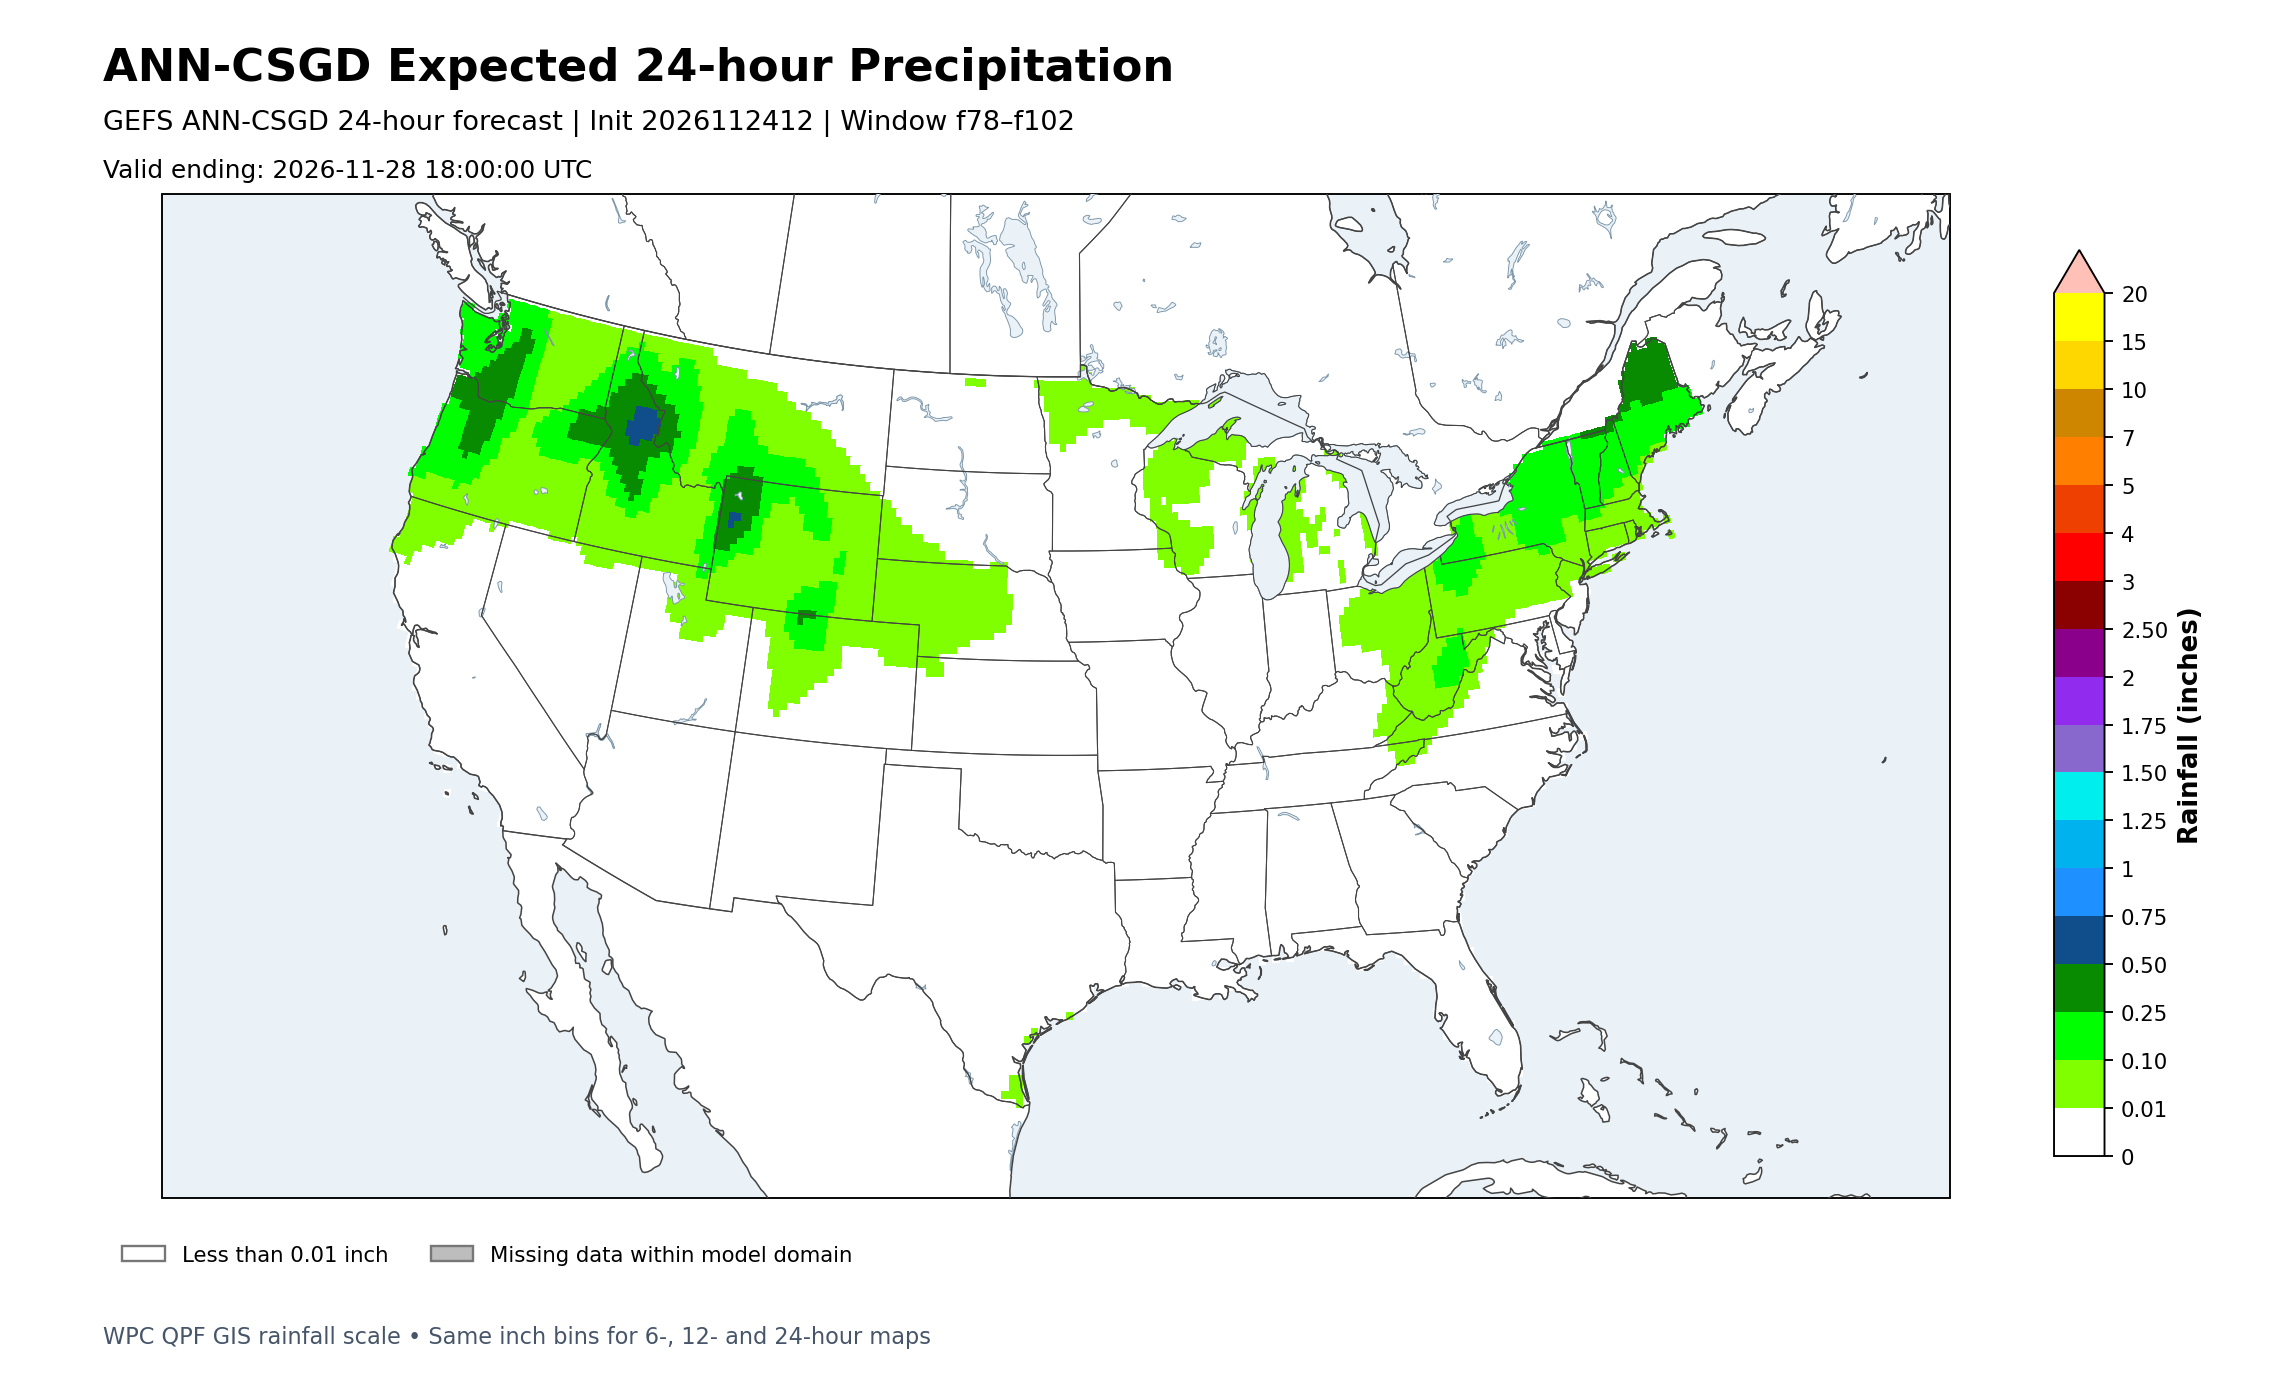 ANN-CSGD Expected 24-hour Precipitation
GEFS ANN-CSGD 24-hour forecast | Init 2026112412 | Window f78–f102
Valid ending: 2026-11-28 18:00:00 UTC
20
15
10
7
5
4
3
2.50
2
1.75
1.50
1.25
1
0.75
0.50
0.25
0.10
0.01
0
Rainfall (inches)
Less than 0.01 inch
Missing data within model domain
WPC QPF GIS rainfall scale • Same inch bins for 6-, 12- and 24-hour maps